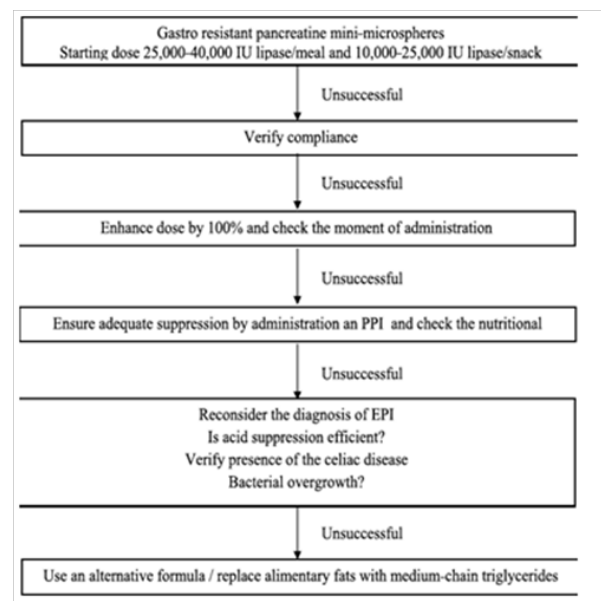 Gastro resistant pancreatine mini-microspheres
Starting dose 25,000-40,000 IU lipase/meal and 10,000-25,000 IU lipase/snack
Unsuccessful
Verify compliance
Unsuccessful
Enhance dose by 100% and check the moment of administration
Unsuccessful
Ensure adequate suppression by administration an PPI and check the nutritional
Unsuccessful
Reconsider the diagnosis of EPI
Is acid suppression efficient?
Verify presence of the celiac disease
Bacterial overgrowth?
Unsuccessful
Use an alternative formula / replace alimentary fats with medium-chain triglycerides